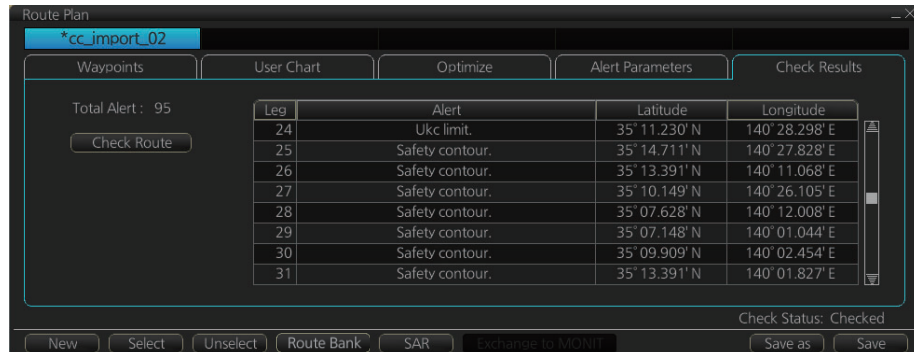 Route Plan
*cc_import_02
Waypoints User Chart Optimize Alert Parameters Check Results
Total Alert : 95
Check Route
Leg Alert Latitude Longitude
24 Ukc limit. 35° 11.230' N 140° 28.298' E
25 Safety contour. 35° 14.711' N 140° 27.828' E
26 Safety contour. 35° 13.391' N 140° 11.068' E
27 Safety contour. 35° 10.149' N 140° 26.105' E
28 Safety contour. 35° 07.628' N 140° 12.008' E
29 Safety contour. 35° 07.148' N 140° 01.044' E
30 Safety contour. 35° 09.909' N 140° 02.454' E
31 Safety contour. 35° 13.391' N 140° 01.827' E
Check Status: Checked
New Select Unselect Route Bank SAR Exchange to MONIT Save as Save